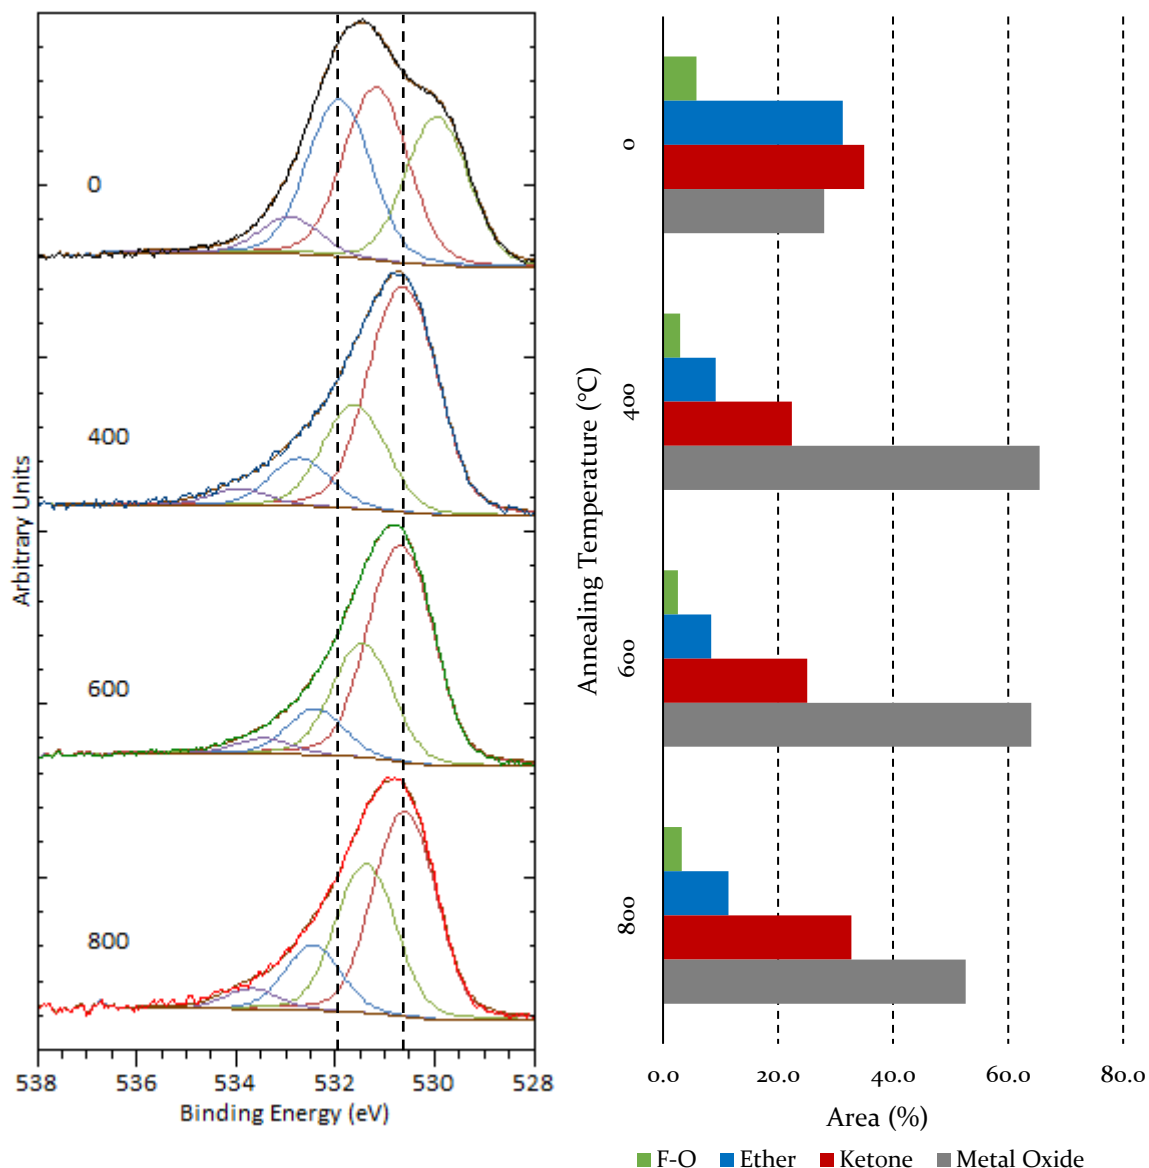 0
400
600
800
Arbitrary Units
538 536 534 532 530 528
Binding Energy (eV)
Annealing Temperature (°C)
0
400
600
800
0.0 20.0 40.0 60.0 80.0
Area (%)
F-O Ether Ketone Metal Oxide